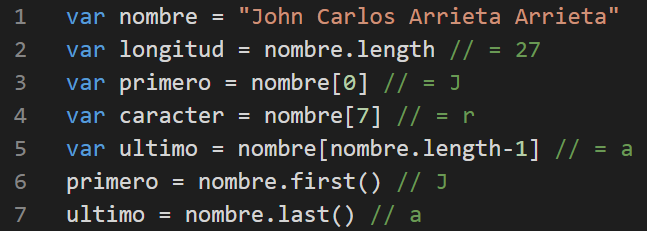 1 var nombre = "John Carlos Arrieta Arrieta"
2 var longitud = nombre.length // = 27
3 var primero = nombre[0] // = J
4 var caracter = nombre[7] // = r
5 var ultimo = nombre[nombre.length-1] // = a
6 primero = nombre.first() // J
7 ultimo = nombre.last() // a